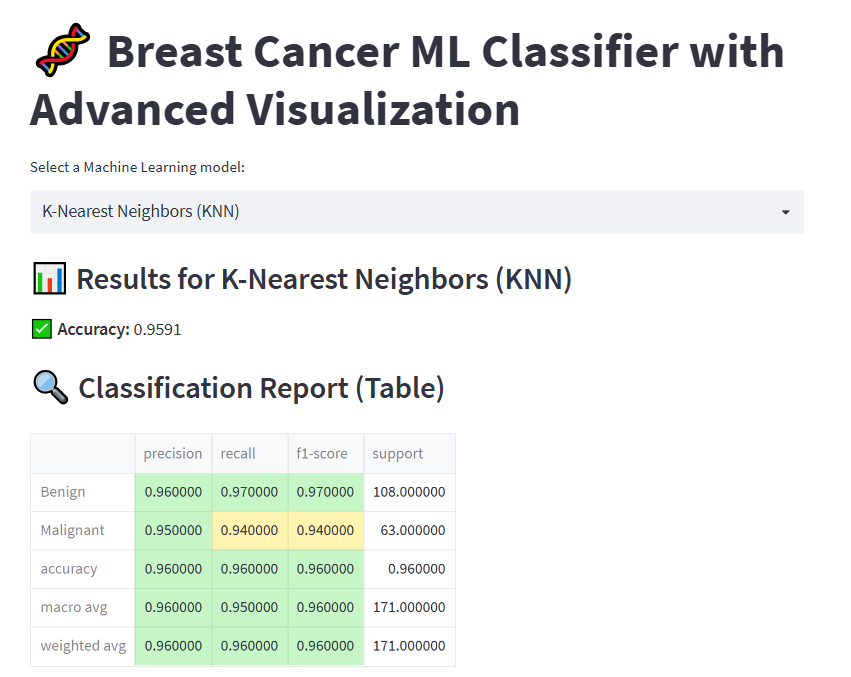 Breast Cancer ML Classifier with
Advanced Visualization
Select a Machine Learning model:
K-Nearest Neighbors (KNN)
Results for K-Nearest Neighbors (KNN)
Accuracy: 0.9591
Classification Report (Table)
precision recall f1-score support
Benign 0.960000 0.970000 0.970000 108.000000
Malignant 0.950000 0.940000 0.940000 63.000000
accuracy 0.960000 0.960000 0.960000 0.960000
macro avg 0.960000 0.950000 0.960000 171.000000
weighted avg 0.960000 0.960000 0.960000 171.000000